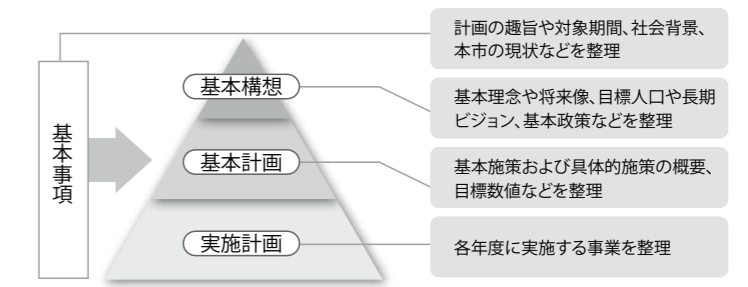 計画の趣旨や対象期間、社会背景、
本市の現状などを整理
基本構想
基本理念や将来像、目標人口や長期
ビジョン、基本政策などを整理
基本事項
基本計画
基本施策および具体的施策の概要、
目標数値などを整理
実施計画
各年度に実施する事業を整理